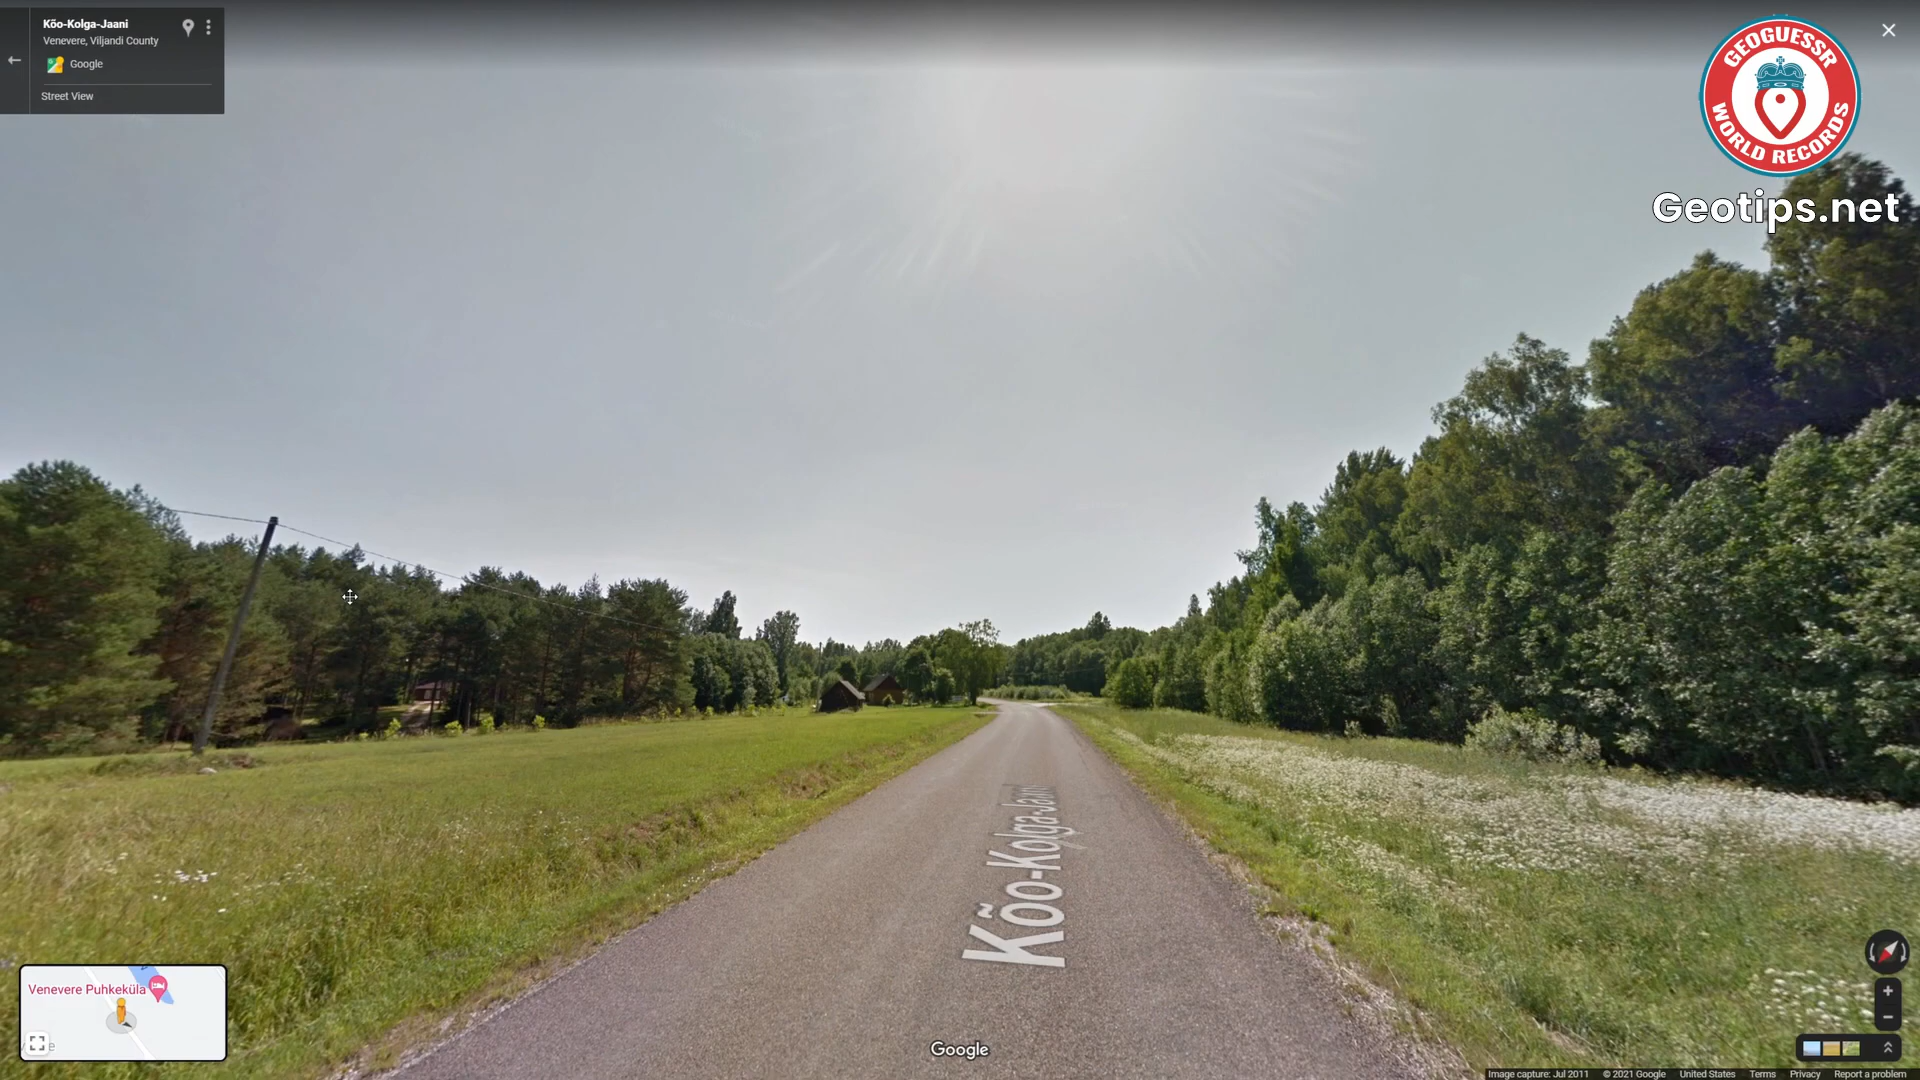 Kõo-Kolga-Jaani
Venevere, Viljandi County
Google
Street View
GEOGUESSR
WORLD RECORDS
Geotips.net
Kõo-Kolga-Jaani
Venevere Puhkeküla
Google
Image capture: Jul 2011 © 2021 Google United States Terms Privacy Report a problem